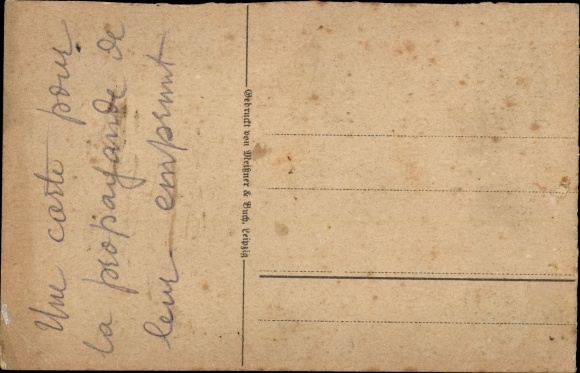 Une carte pour
la propagande de
leur emprunt
Gedruckt von Meißner & Buch, Leipzig